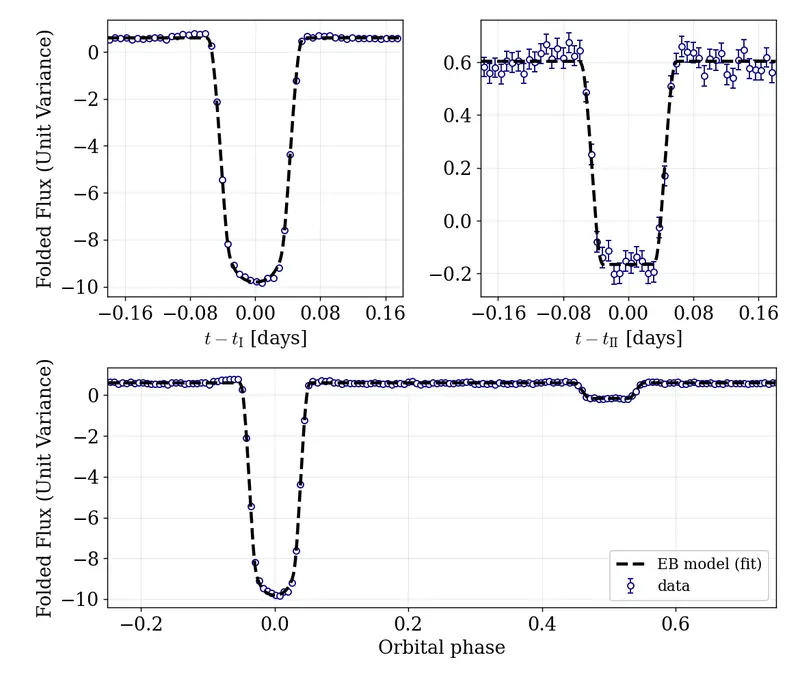 Folded Flux (Unit Variance)
0
−2
−4
−6
−8
−10
−0.16 −0.08 0.00 0.08 0.16
t − t_I [days]
0.6
0.4
0.2
0.0
−0.2
−0.16 −0.08 0.00 0.08 0.16
t − t_II [days]
Folded Flux (Unit Variance)
0
−2
−4
−6
−8
−10
EB model (fit)
data
−0.2 0.0 0.2 0.4 0.6
Orbital phase